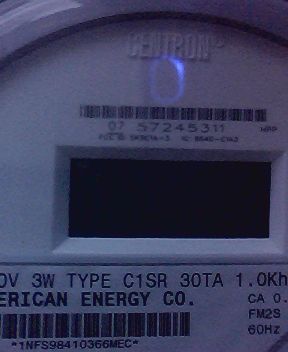 CENTRON
07 57245311
0V 3W TYPE C1SR 30TA 1.0Kh
ERICAN ENERGY CO.
CA 0.
FM2S
60Hz
*1NFS98410366MEC*